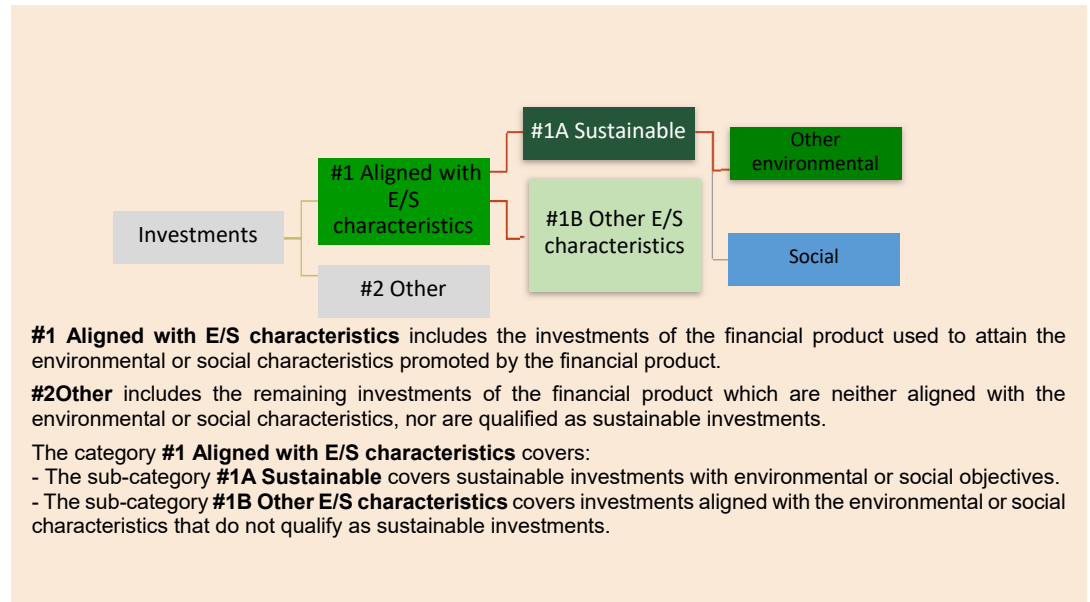 #1A Sustainable
Other
environmental
#1 Aligned with
E/S
characteristics
#1B Other E/S
characteristics
Investments
Social
#2 Other
#1 Aligned with E/S characteristics includes the investments of the financial product used to attain the
environmental or social characteristics promoted by the financial product.
#2Other includes the remaining investments of the financial product which are neither aligned with the
environmental or social characteristics, nor are qualified as sustainable investments.
The category #1 Aligned with E/S characteristics covers:
- The sub-category #1A Sustainable covers sustainable investments with environmental or social objectives.
- The sub-category #1B Other E/S characteristics covers investments aligned with the environmental or social
characteristics that do not qualify as sustainable investments.